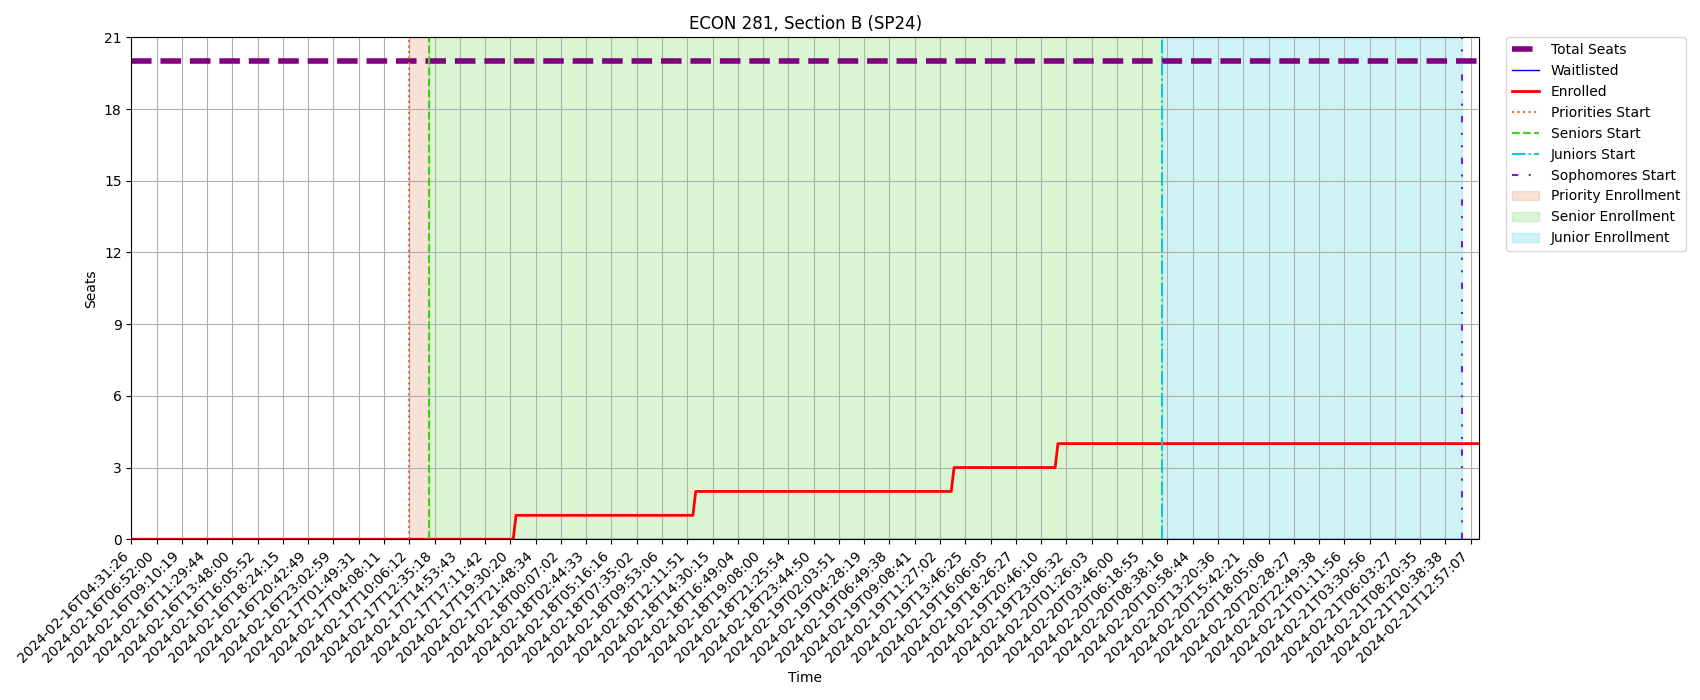 ECON 281, Section B (SP24)
21
18
15
12
9
6
3
0
Seats
2024-02-16T04:31:26
2024-02-16T06:52:00
2024-02-16T09:10:19
2024-02-16T11:29:44
2024-02-16T13:48:00
2024-02-16T16:05:52
2024-02-16T18:24:15
2024-02-16T20:42:49
2024-02-16T23:02:59
2024-02-17T01:49:31
2024-02-17T04:08:11
2024-02-17T10:06:12
2024-02-17T12:35:18
2024-02-17T14:53:43
2024-02-17T17:11:42
2024-02-17T19:30:20
2024-02-17T21:48:34
2024-02-18T00:07:02
2024-02-18T02:44:33
2024-02-18T05:16:16
2024-02-18T07:35:02
2024-02-18T09:53:06
2024-02-18T12:11:51
2024-02-18T14:30:15
2024-02-18T16:49:04
2024-02-18T19:08:00
2024-02-18T21:25:54
2024-02-18T23:44:50
2024-02-19T02:03:51
2024-02-19T04:28:19
2024-02-19T06:49:38
2024-02-19T09:08:41
2024-02-19T11:27:02
2024-02-19T13:46:25
2024-02-19T16:06:05
2024-02-19T18:26:27
2024-02-19T20:46:10
2024-02-19T23:06:32
2024-02-20T01:26:03
2024-02-20T03:46:00
2024-02-20T06:18:55
2024-02-20T08:38:16
2024-02-20T10:58:44
2024-02-20T13:20:36
2024-02-20T15:42:21
2024-02-20T18:05:06
2024-02-20T20:28:27
2024-02-20T22:49:38
2024-02-21T01:11:56
2024-02-21T03:30:56
2024-02-21T06:03:27
2024-02-21T08:20:35
2024-02-21T10:38:38
2024-02-21T12:57:07
Time
Total Seats
Waitlisted
Enrolled
Priorities Start
Seniors Start
Juniors Start
Sophomores Start
Priority Enrollment
Senior Enrollment
Junior Enrollment